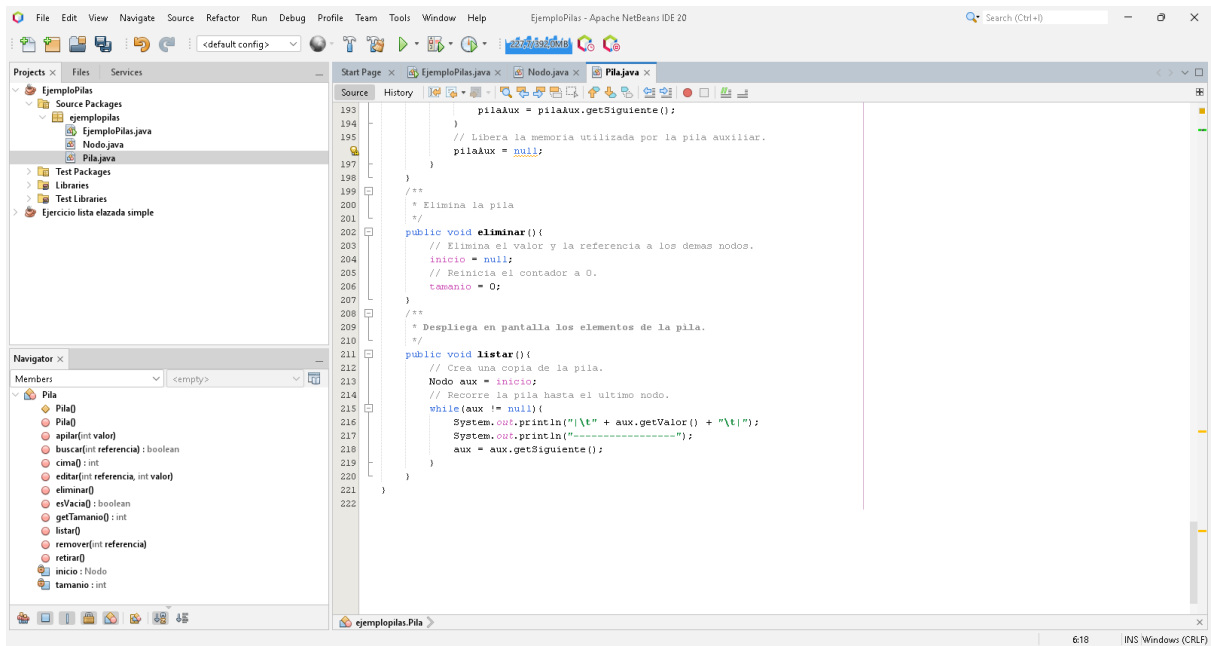 File Edit View Navigate Source Refactor Run Debug Profile Team Tools Window Help EjemploPilas - Apache NetBeans IDE 20 Search (Ctrl+I)
<default config>
Projects Files Services
EjemploPilas
Source Packages
ejemplopilas
EjemploPilas.java
Nodo.java
Pila.java
Test Packages
Libraries
Test Libraries
Ejercicio lista elazada simple
Navigator
Members <empty>
Pila
Pila()
Pila()
apilar(int valor)
buscar(int referencia) : boolean
cima() : int
editar(int referencia, int valor)
eliminar()
esVacia() : boolean
getTamanio() : int
listar()
remover(int referencia)
retirar()
inicio : Nodo
tamanio : int
Start Page EjemploPilas.java Nodo.java Pila.java
Source History
193 pilaAux = pilaAux.getSiguiente();
194 }
195 // Libera la memoria utilizada por la pila auxiliar.
pilaAux = null;
197 }
198 }
199 /**
200 * Elimina la pila
201 */
202 public void eliminar(){
203 // Elimina el valor y la referencia a los demas nodos.
204 inicio = null;
205 // Reinicia el contador a 0.
206 tamanio = 0;
207 }
208 /**
209 * Despliega en pantalla los elementos de la pila.
210 */
211 public void listar(){
212 // Crea una copia de la pila.
213 Nodo aux = inicio;
214 // Recorre la pila hasta el ultimo nodo.
215 while(aux != null){
216 System.out.println("|\t" + aux.getValor() + "\t|");
217 System.out.println("-----------------");
218 aux = aux.getSiguiente();
219 }
220 }
221 }
222
ejemplopilas.Pila
6:18 INS Windows (CRLF)